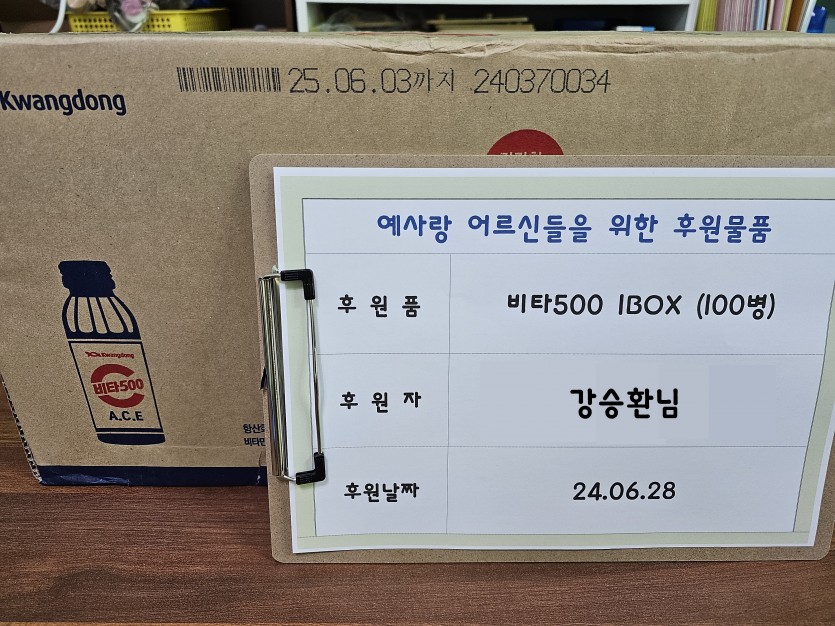 Kwangdong
25.06.03까지 240370034
예사랑 어르신들을 위한 후원물품
후 원 품
비타500 1BOX (100병)
후 원 자
강승환님
후원날짜
24.06.28
Kwangdong
비타500
A.C.E